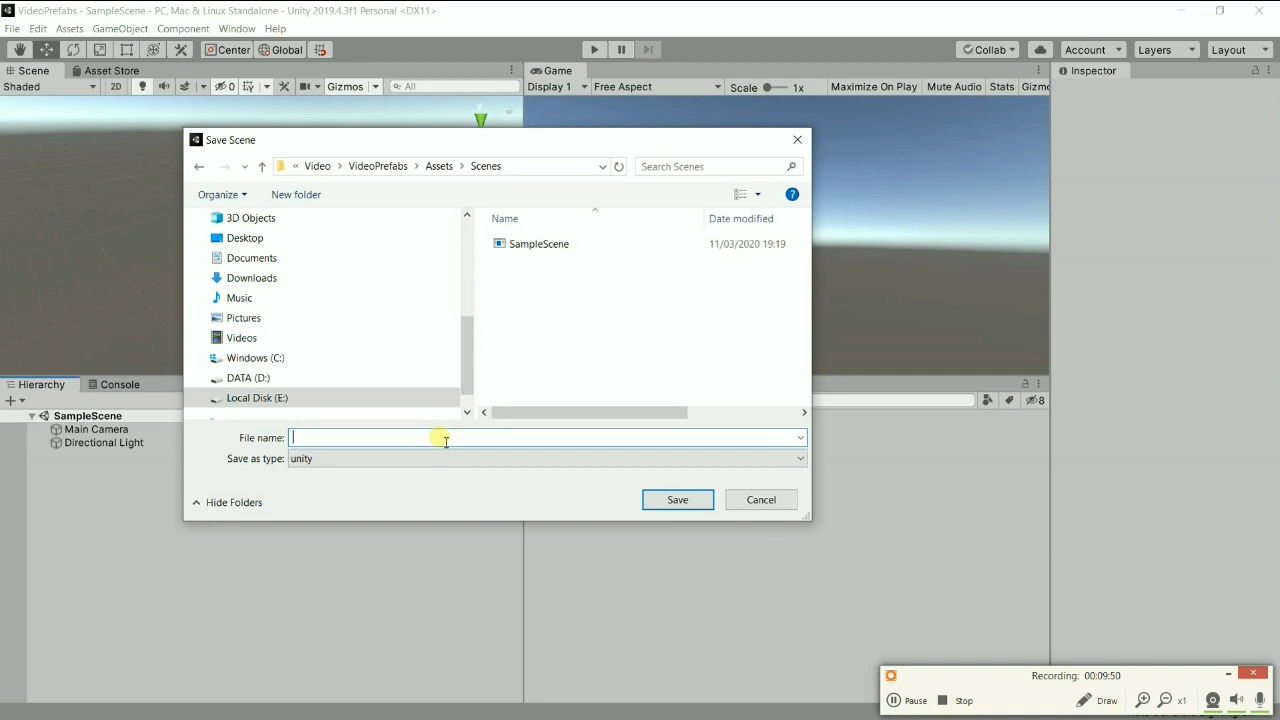 VideoPrefabs - SampleScene - PC, Mac & Linux Standalone - Unity 2019.4.3f1 Personal <DX11>
File Edit Assets GameObject Component Window Help
Center Global Collab Account Layers Layout
Scene Asset Store Game Inspector
Shaded 2D 0 Gizmos All Display 1 Free Aspect Scale 1x Maximize On Play Mute Audio Stats Gizmo
y
Save Scene
« Video › VideoPrefabs › Assets › Scenes Search Scenes
Organize New folder
3D Objects
Desktop
Documents
Downloads
Music
Pictures
Videos
Windows (C:)
DATA (D:)
Local Disk (E:)
Name Date modified
SampleScene 11/03/2020 19:19
File name:
Save as type: unity
Hide Folders Save Cancel
Hierarchy Console
8
SampleScene
Main Camera
Directional Light
Recording: 00:09:50
Pause Stop Draw x1